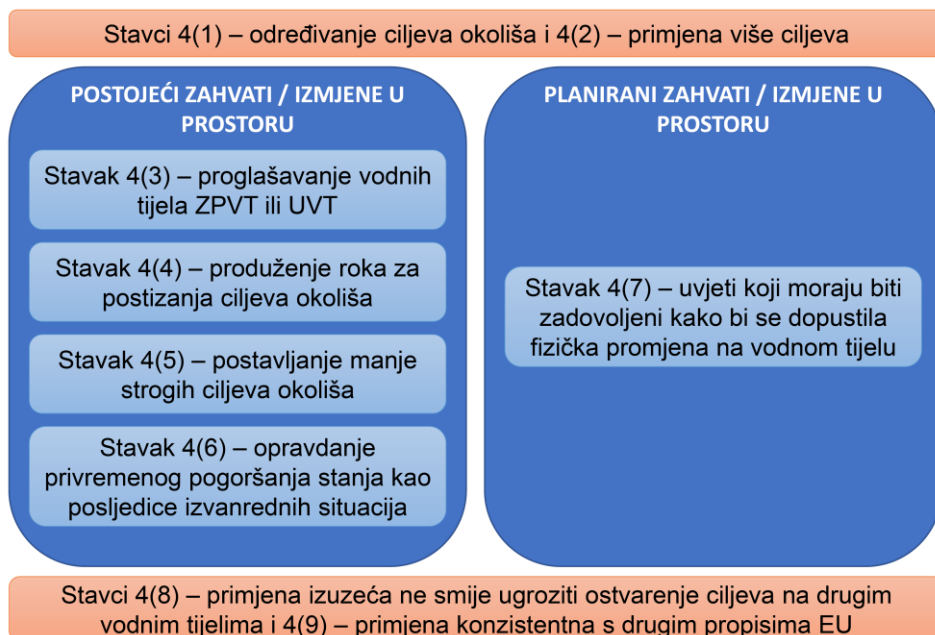 Stavci 4(1) – određivanje ciljeva okoliša i 4(2) – primjena više ciljeva
POSTOJEĆI ZAHVATI / IZMJENE U
PROSTORU
Stavak 4(3) – proglašavanje vodnih
tijela ZPVT ili UVT
Stavak 4(4) – produženje roka za
postizanja ciljeva okoliša
Stavak 4(5) – postavljanje manje
strogih ciljeva okoliša
Stavak 4(6) – opravdanje
privremenog pogoršanja stanja kao
posljedice izvanrednih situacija
PLANIRANI ZAHVATI / IZMJENE U
PROSTORU
Stavak 4(7) – uvjeti koji moraju biti
zadovoljeni kako bi se dopustila
fizička promjena na vodnom tijelu
Stavci 4(8) – primjena izuzeća ne smije ugroziti ostvarenje ciljeva na drugim
vodnim tijelima i 4(9) – primjena konzistentna s drugim propisima EU